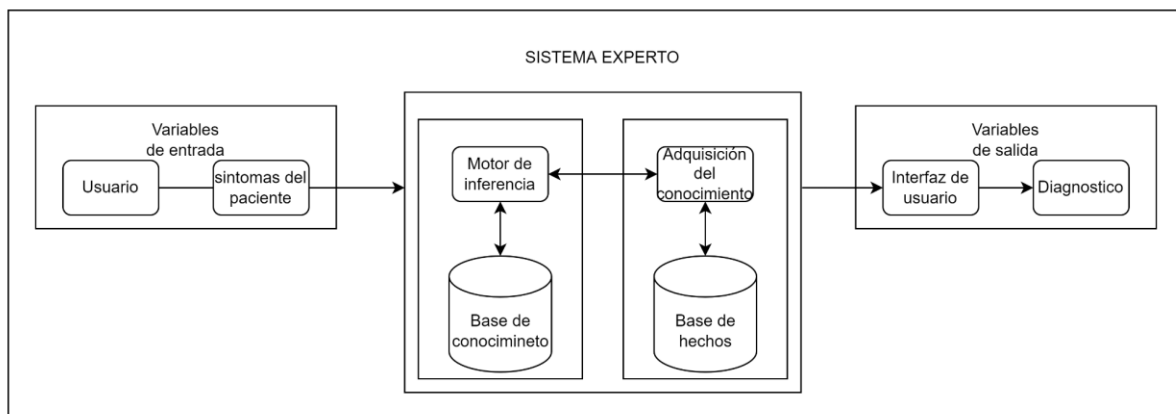 SISTEMA EXPERTO
Variables
de entrada
Usuario
sintomas del
paciente
Motor de
inferencia
Base de
conocimineto
Adquisición
del
conocimiento
Base de
hechos
Variables
de salida
Interfaz de
usuario
Diagnostico